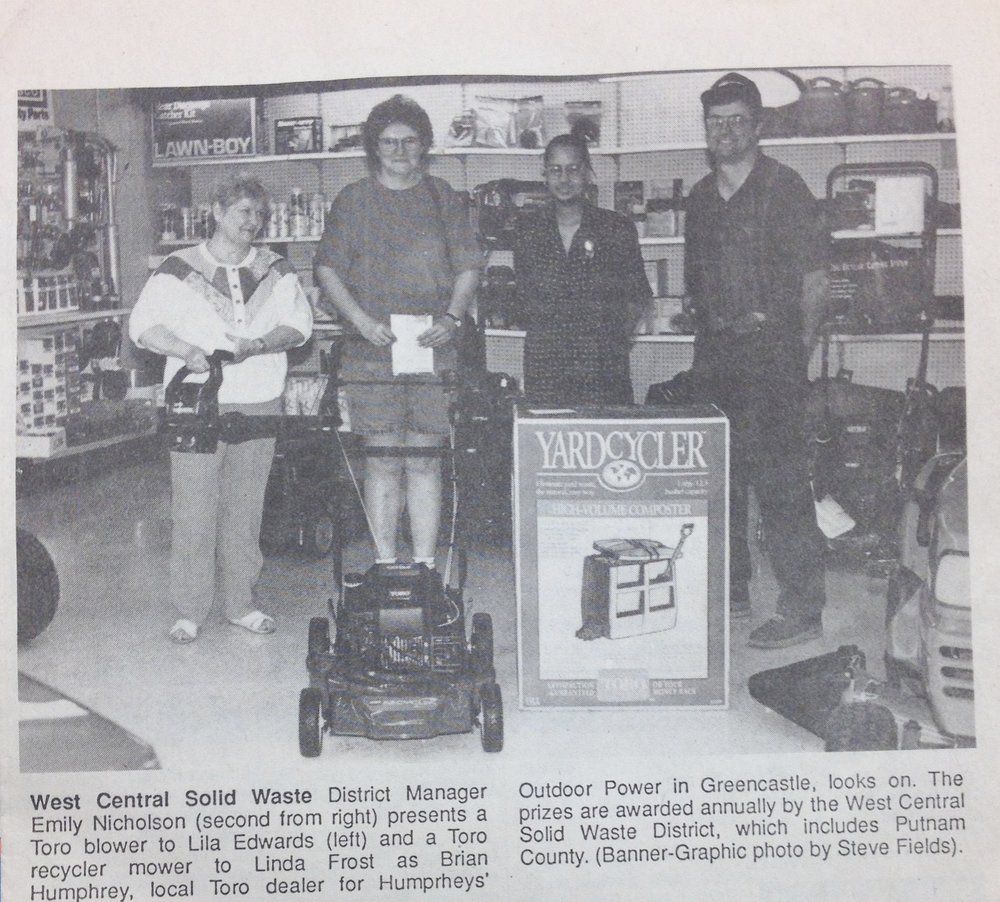 LAWN-BOY
YARDCYCLER
HIGH-VOLUME COMPOSTER
West Central Solid Waste District Manager
Emily Nicholson (second from right) presents a
Toro blower to Lila Edwards (left) and a Toro
recycler mower to Linda Frost as Brian
Humphrey, local Toro dealer for Humprheys'
Outdoor Power in Greencastle, looks on. The
prizes are awarded annually by the West Central
Solid Waste District, which includes Putnam
County. (Banner-Graphic photo by Steve Fields).